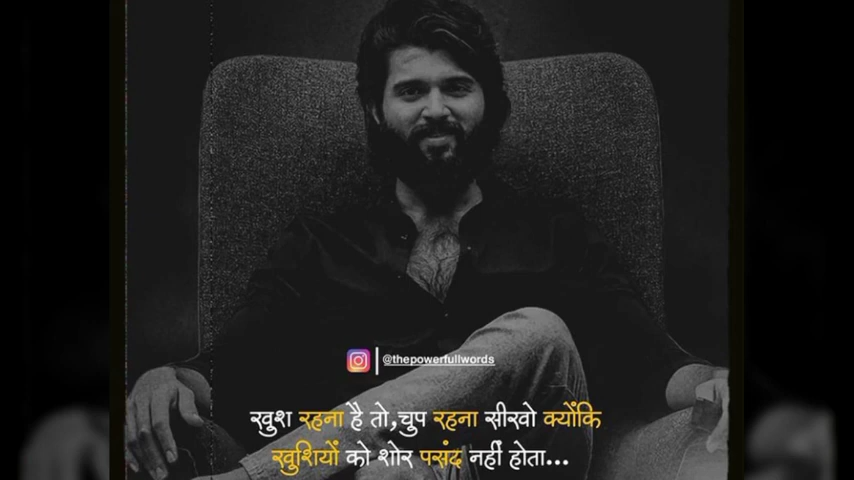 @thepowerfullwords
खुश रहना है तो,चुप रहना सीखो क्योंकि
खुशियों को शोर पसंद नहीं होता...